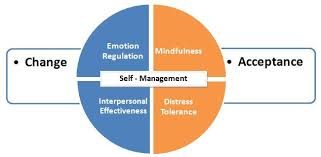 Emotion
Regulation
Mindfulness
• Change
• Acceptance
Self - Management
Interpersonal
Effectiveness
Distress
Tolerance